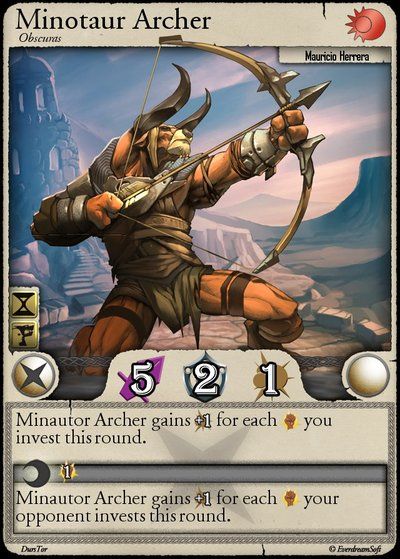 Minotaur Archer
Obscuras
Mauricio Herrera
5 2 1
Minautor Archer gains +1 for each you
invest this round.
1
Minautor Archer gains +1 for each your
opponent invests this round.
DursTor
© EverdreamSoft